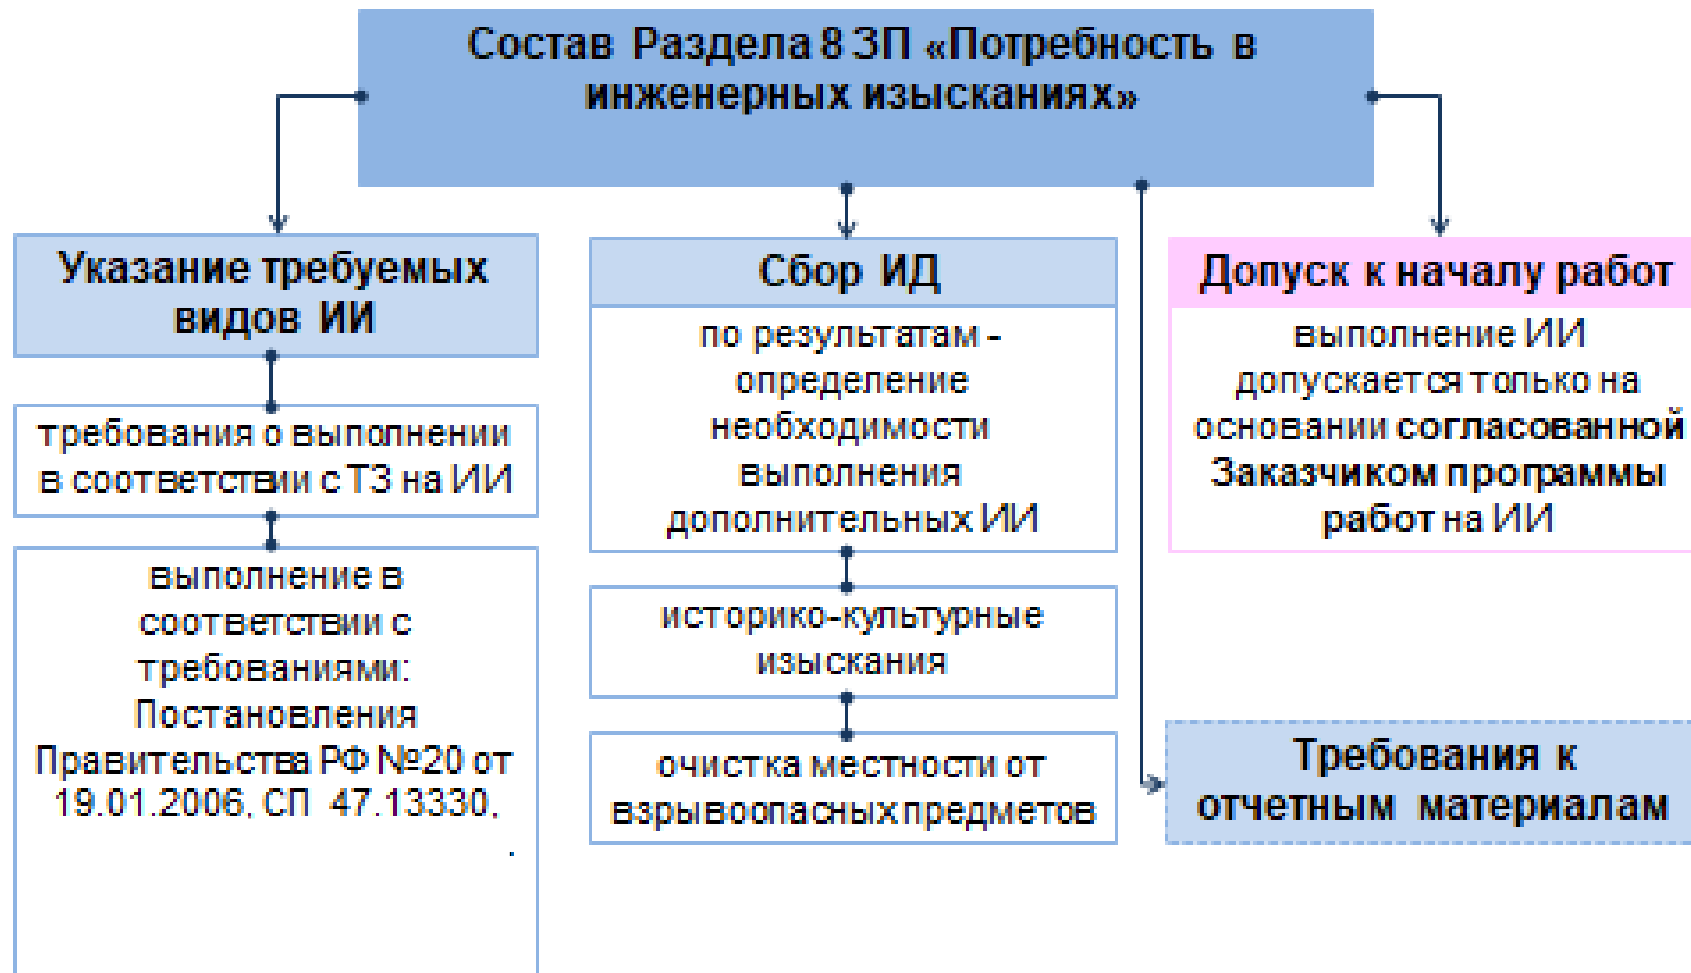 Состав Раздела 8 ЗП «Потребность в
инженерных изысканиях»
Указание требуемых
видов ИИ
требования о выполнении
в соответствии с ТЗ на ИИ
выполнение в
соответствии с
требованиями:
Постановления
Правительства РФ №20 от
19.01.2006, СП 47.13330,
.
Сбор ИД
по результатам -
определение
необходимости
выполнения
дополнительных ИИ
историко-культурные
изыскания
очистка местности от
взрывоопасных предметов
Допуск к началу работ
выполнение ИИ
допускается только на
основании согласованной
Заказчиком программы
работ на ИИ
Требования к
отчетным материалам